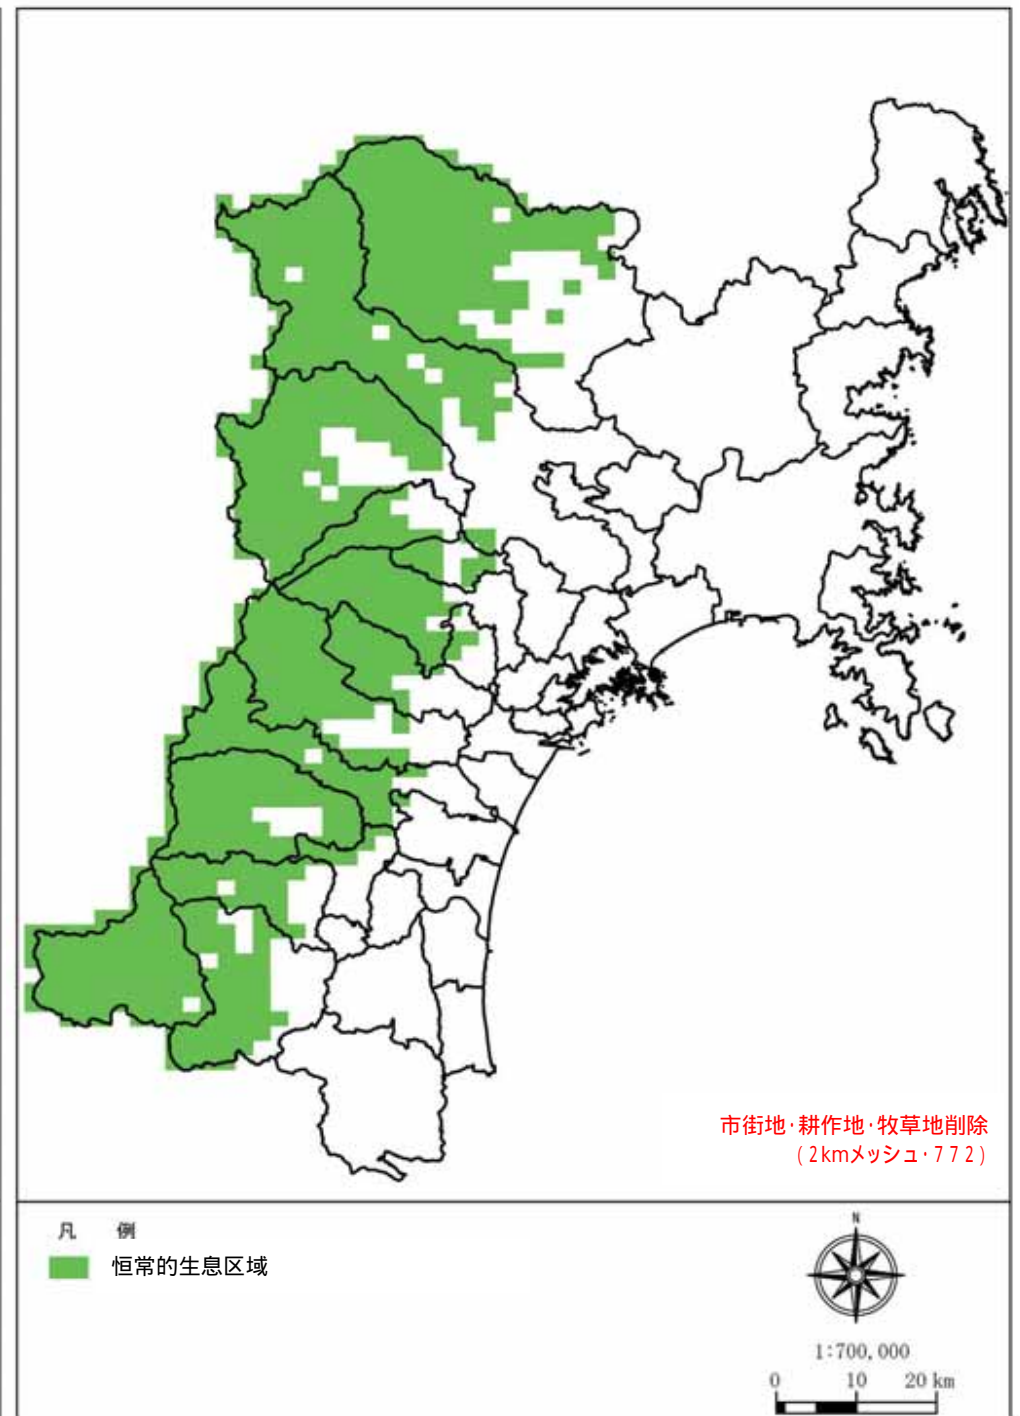 市街地・耕作地・牧草地削除
(2kmメッシュ・772)
凡 例
恒常的生息区域
N
1:700,000
0 10 20 km